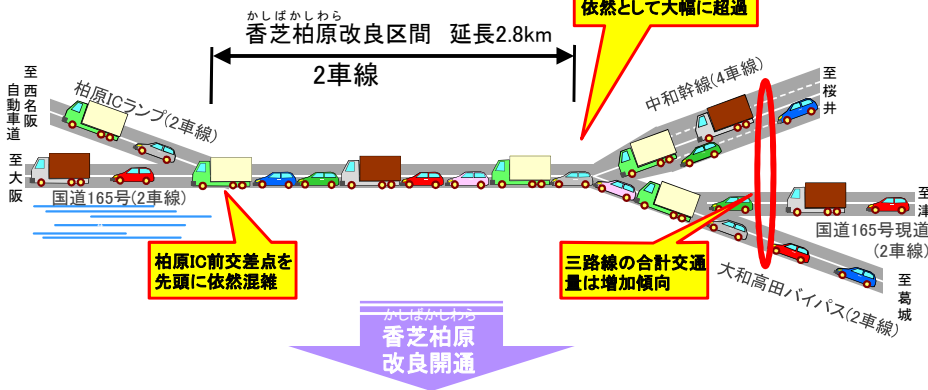 依然として大幅に超過
かしばかしわら
香芝柏原改良区間 延長2.8km
2車線
至西名阪自動車道
柏原ICランプ(2車線)
至大阪
国道165号(2車線)
中和幹線(4車線)
至桜井
至津
国道165号現道
(2車線)
大和高田バイパス(2車線)
至葛城
柏原IC前交差点を
先頭に依然混雑
三路線の合計交通
量は増加傾向
かしばかしわら
香芝柏原
改良開通